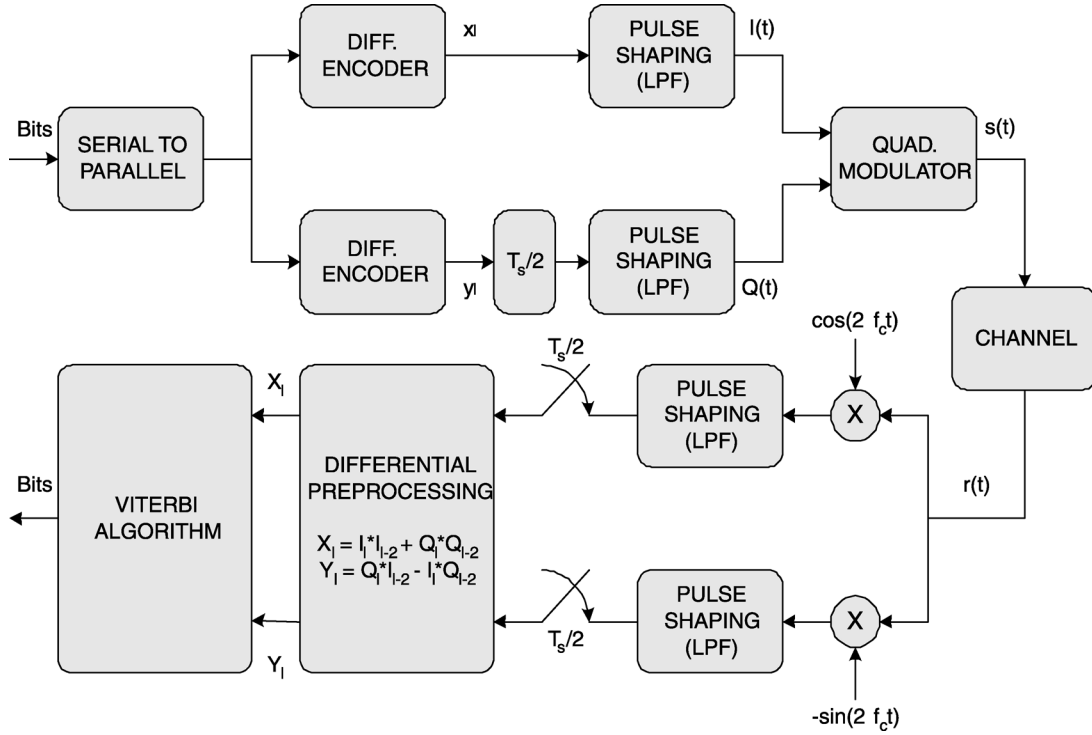 Bits
SERIAL TO
PARALLEL
DIFF.
ENCODER
xₗ
PULSE
SHAPING
(LPF)
I(t)
DIFF.
ENCODER
yₗ
Tₛ/2
PULSE
SHAPING
(LPF)
Q(t)
QUAD.
MODULATOR
s(t)
CHANNEL
r(t)
cos(2 f_c t)
X
PULSE
SHAPING
(LPF)
Tₛ/2
-sin(2 f_c t)
X
PULSE
SHAPING
(LPF)
Tₛ/2
DIFFERENTIAL
PREPROCESSING
Xₗ = Iₗ*Iₗ₋₂ + Qₗ*Qₗ₋₂
Yₗ = Qₗ*Iₗ₋₂ - Iₗ*Qₗ₋₂
Xₗ
Yₗ
VITERBI
ALGORITHM
Bits